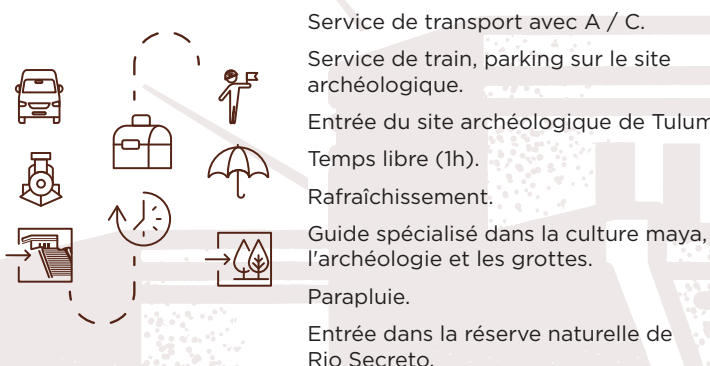 Service de transport avec A / C.
Service de train, parking sur le site
archéologique.
Entrée du site archéologique de Tulum
Temps libre (1h).
Rafraîchissement.
Guide spécialisé dans la culture maya,
l'archéologie et les grottes.
Parapluie.
Entrée dans la réserve naturelle de
Rio Secreto.